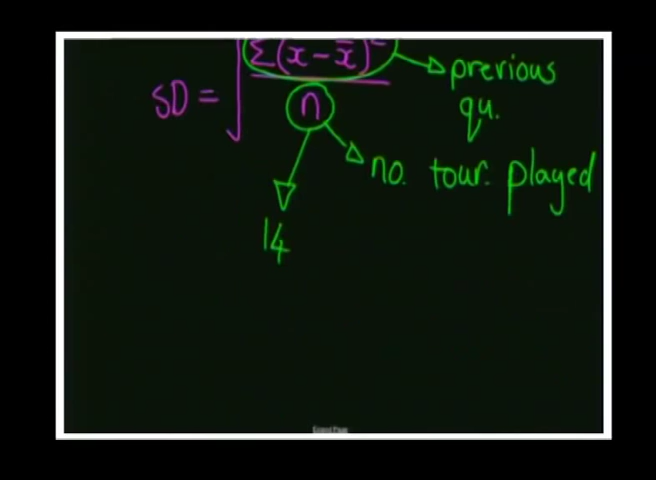 SD = √ Σ(x - x̄)²
n
previous
qu.
no. tour. played
14